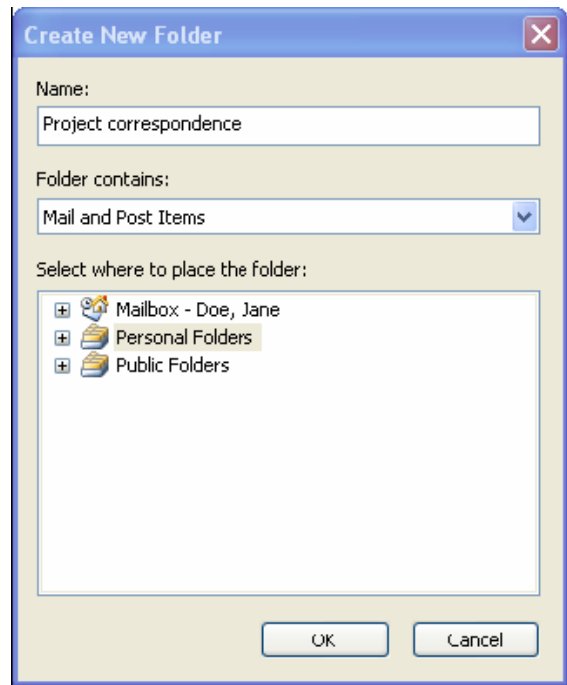 Create New Folder
Name:
Project correspondence
Folder contains:
Mail and Post Items
Select where to place the folder:
Mailbox - Doe, Jane
Personal Folders
Public Folders
OK
Cancel